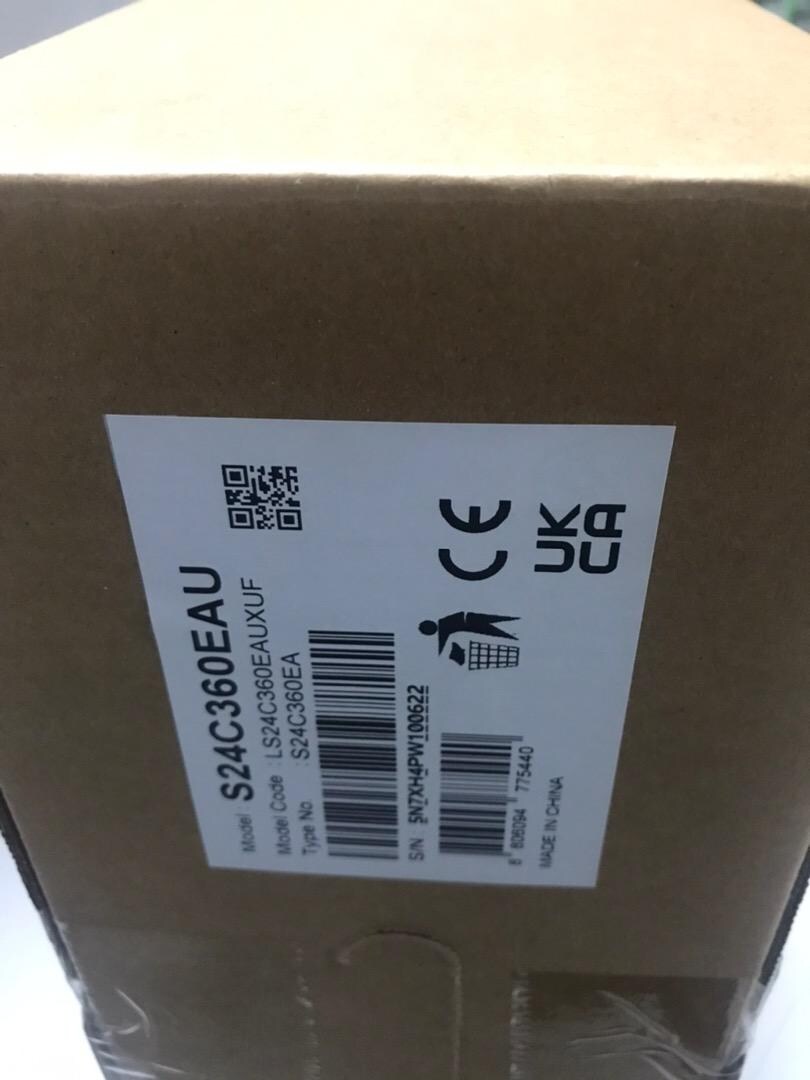 Model : S24C360EAU
Model Code : LS24C360EAUXUF
Type No. : S24C360EA
S/N : 5N7XH4PW100622
8 806094 775440
MADE IN CHINA
CE
UK
CA